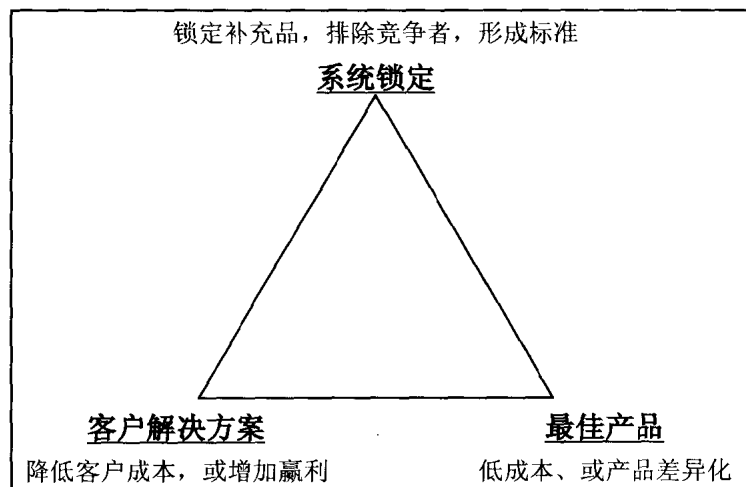 锁定补充品，排除竞争者，形成标准
系统锁定
客户解决方案
最佳产品
降低客户成本，或增加赢利
低成本、或产品差异化